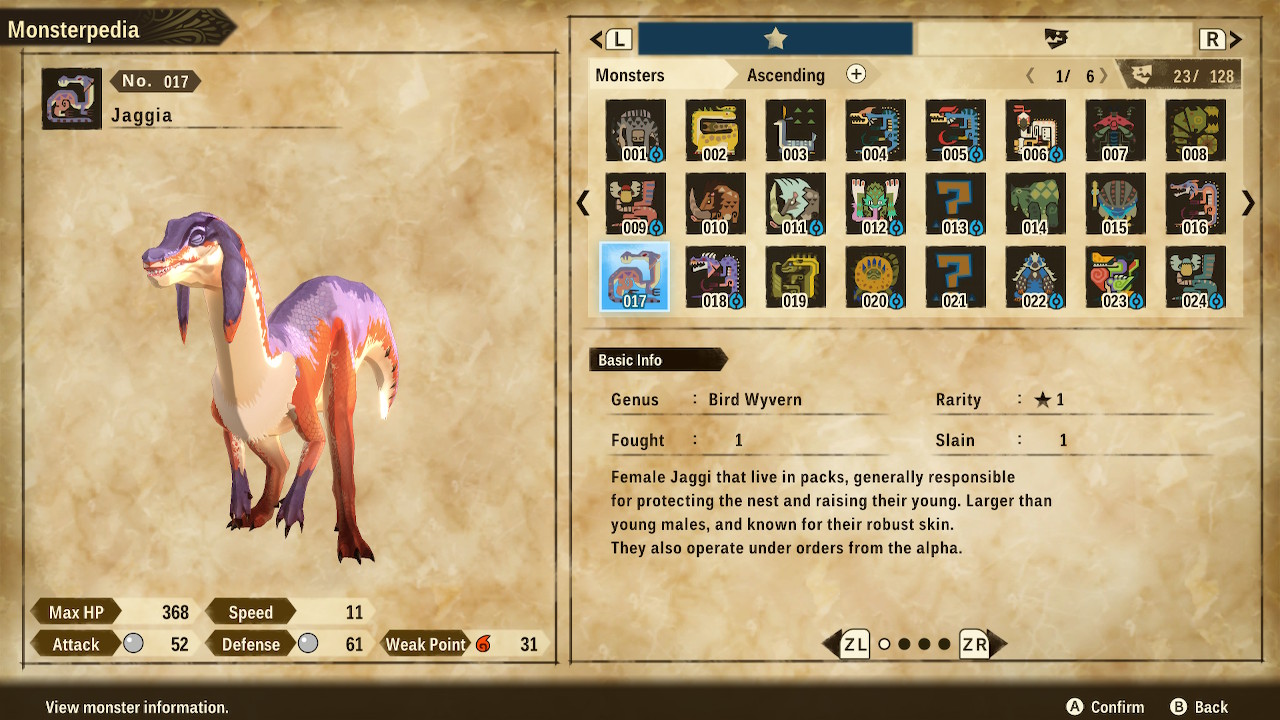 Monsterpedia
No. 017
Jaggia
Max HP 368
Speed 11
Attack 52
Defense 61
Weak Point 31
L
R
Monsters
Ascending
1/ 6
23/ 128
001 002 003 004 005 006 007 008
009 010 011 012 013 014 015 016
017 018 019 020 021 022 023 024
Basic Info
Genus : Bird Wyvern
Rarity : ★ 1
Fought : 1
Slain : 1
Female Jaggi that live in packs, generally responsible
for protecting the nest and raising their young. Larger than
young males, and known for their robust skin.
They also operate under orders from the alpha.
ZL ZR
View monster information.
A Confirm B Back